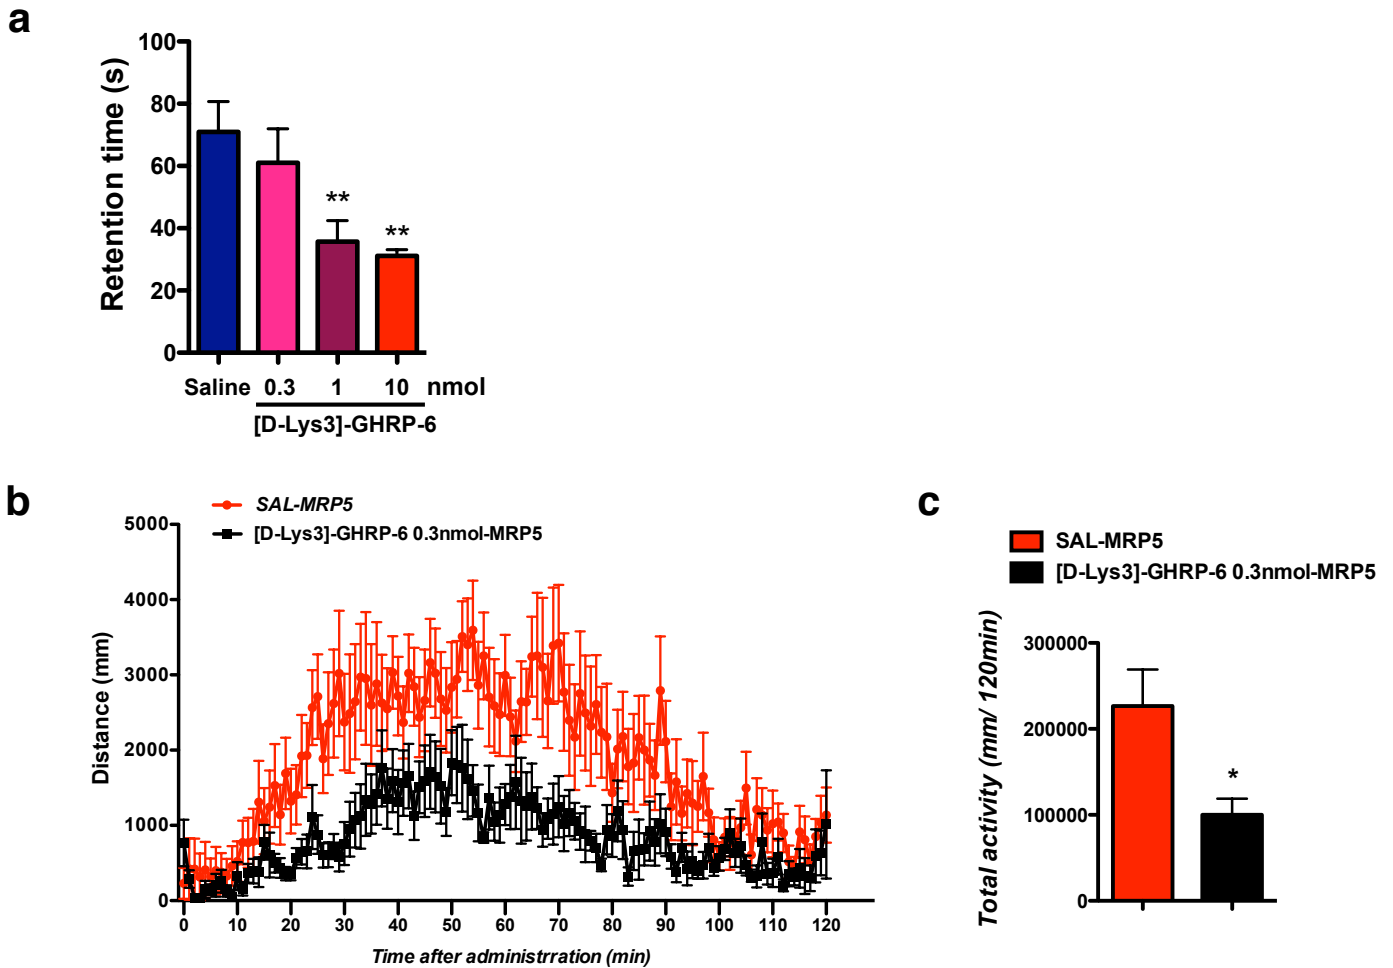 a
100
80
60
40
20
0
Retention time (s)
**
**
Saline 0.3 1 10 nmol
[D-Lys3]-GHRP-6
b
SAL-MRP5
[D-Lys3]-GHRP-6 0.3nmol-MRP5
5000
4000
3000
2000
1000
0
Distance (mm)
0 10 20 30 40 50 60 70 80 90 100 110 120
Time after administrration (min)
c
SAL-MRP5
[D-Lys3]-GHRP-6 0.3nmol-MRP5
300000
200000
100000
0
Total activity (mm/ 120min)
*